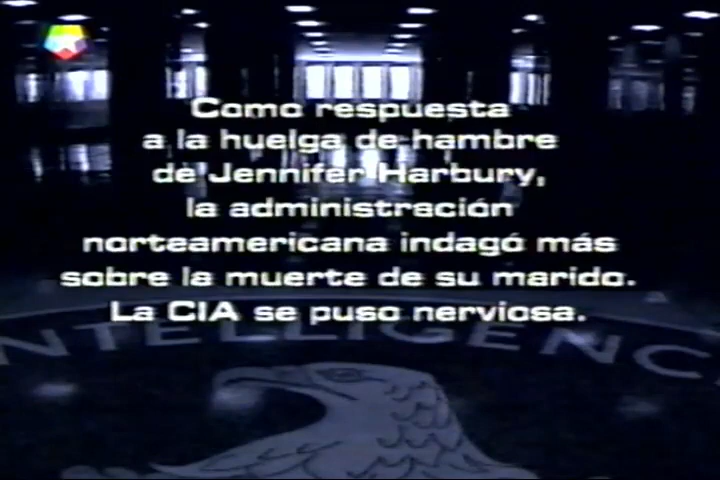 Como respuesta
a la huelga de hambre
de Jennifer Harbury,
la administración
norteamericana indagó más
sobre la muerte de su marido.
La CIA se puso nerviosa.
NTELLIGENC